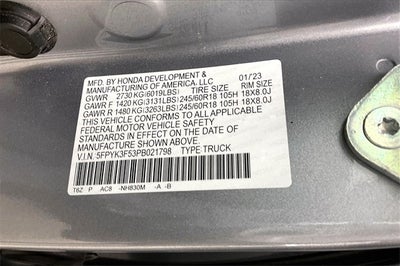 MFD. BY HONDA DEVELOPMENT & 01/23
MANUFACTURING OF AMERICA, LLC
GVWR 2730 KG(6019LBS) TIRE SIZE RIM SIZE
GAWR F 1420 KG(3131LBS)245/60R18 105H 18X8.0J
GAWR R 1480 KG(3263LBS)245/60R18 105H 18X8.0J
THIS VEHICLE CONFORMS TO ALL APPLICABLE
FEDERAL MOTOR VEHICLE SAFETY
STANDARDS IN EFFECT ON THE DATE OF
MANUFACTURE SHOWN ABOVE.
V.I.N: 5FPYK3F53PB021798 TYPE: TRUCK
T6Z P AC8 -NH830M -A -B